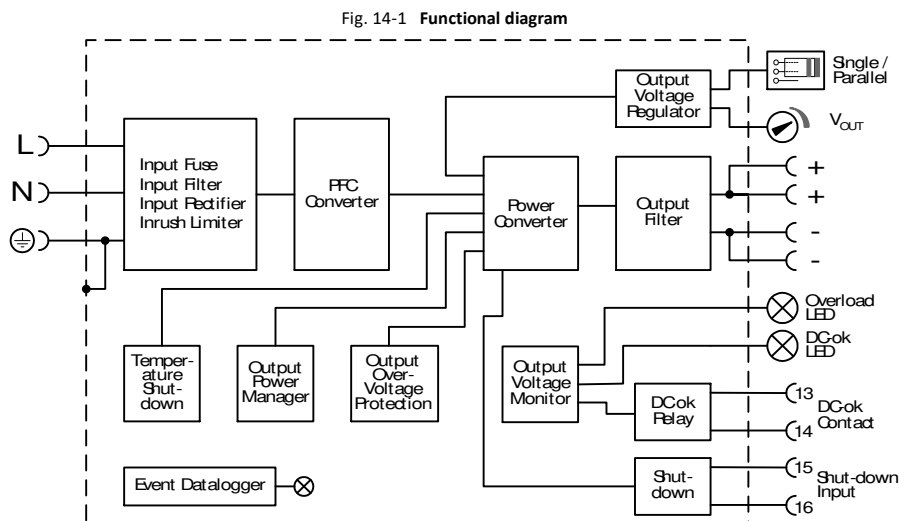 Fig. 14-1 Functional diagram
Single /
Parallel
Output
Voltage
Regulator
V_OUT
L
N
Input Fuse
Input Filter
Input Rectifier
Inrush Limiter
PFC
Converter
Power
Converter
Output
Filter
+
+
-
-
Overload
LED
DC-ok
LED
Temper-
ature
Shut-
down
Output
Power
Manager
Output
Over-
Voltage
Protection
Output
Voltage
Monitor
DC-ok
Relay
13
14
DC-ok
Contact
Event Datalogger
Shut-
down
15
16
Shut-down
Input